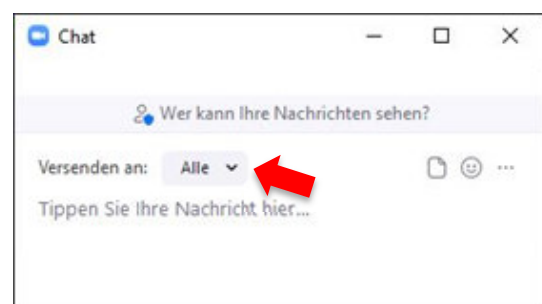 Chat
Wer kann Ihre Nachrichten sehen?
Versenden an: Alle
Tippen Sie Ihre Nachricht hier...